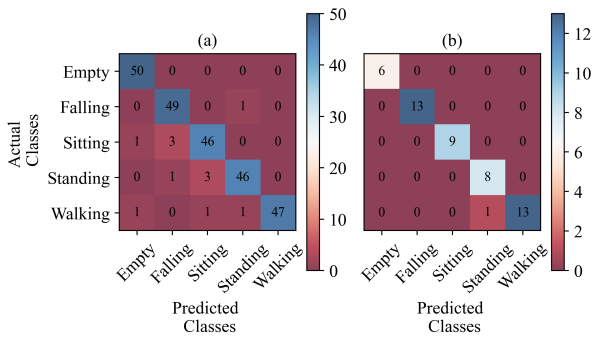 (a) (b)
Actual
Classes
Empty 50 0 0 0 0 6 0 0 0 0
Falling 0 49 0 1 0 0 13 0 0 0
Sitting 1 3 46 0 0 0 0 9 0 0
Standing 0 1 3 46 0 0 0 0 8 0
Walking 1 0 1 1 47 0 0 0 1 13
Empty Falling Sitting Standing Walking Empty Falling Sitting Standing Walking
Predicted
Classes
Predicted
Classes
50
40
30
20
10
0
12
10
8
6
4
2
0